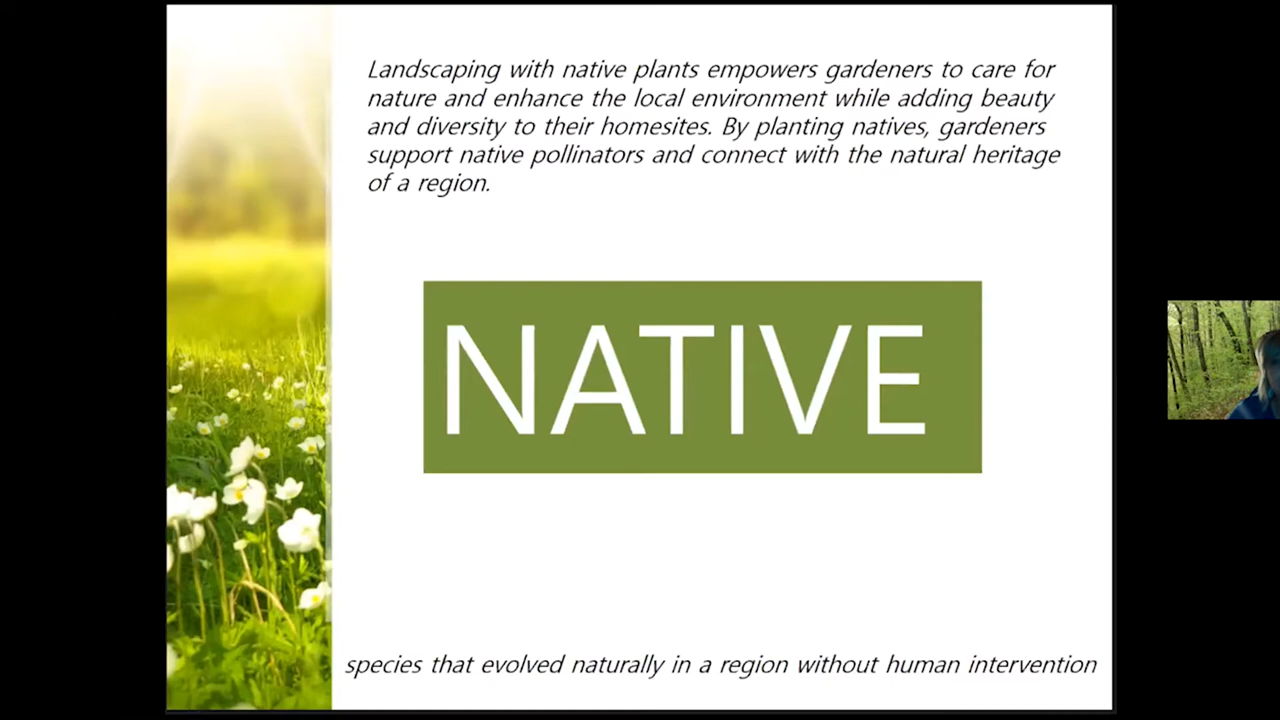 Landscaping with native plants empowers gardeners to care for
nature and enhance the local environment while adding beauty
and diversity to their homesites. By planting natives, gardeners
support native pollinators and connect with the natural heritage
of a region.
NATIVE
species that evolved naturally in a region without human intervention